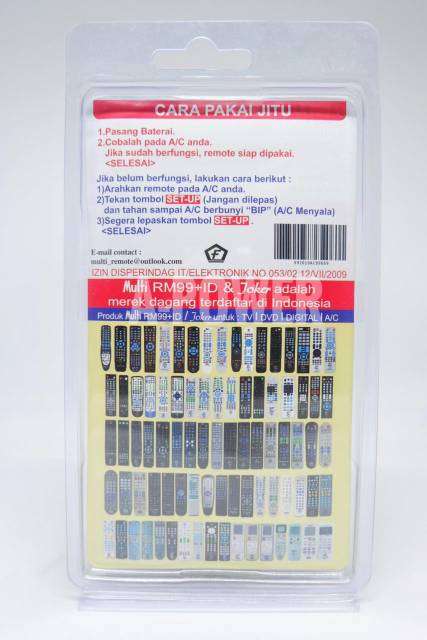 CARA PAKAI JITU
1.Pasang Baterai.
2.Cobalah pada A/C anda.
Jika sudah berfungsi, remote siap dipakai.
<SELESAI>
Jika belum berfungsi, lakukan cara berikut :
1)Arahkan remote pada A/C anda.
2)Tekan tombol SET-UP (Jangan dilepas)
dan tahan sampai A/C berbunyi “BIP” (A/C Menyala)
3)Segera lepaskan tombol SET-UP.
<SELESAI>
E-mail contact :
multi_remote@outlook.com
IZIN DISPERINDAG IT/ELEKTRONIK NO.053/02.12/VII/2009
Multi RM99+ID & Joker adalah
merek dagang terdaftar di Indonesia
Produk Multi RM99+ID / Joker untuk : TV | DVD | DIGITAL | A/C